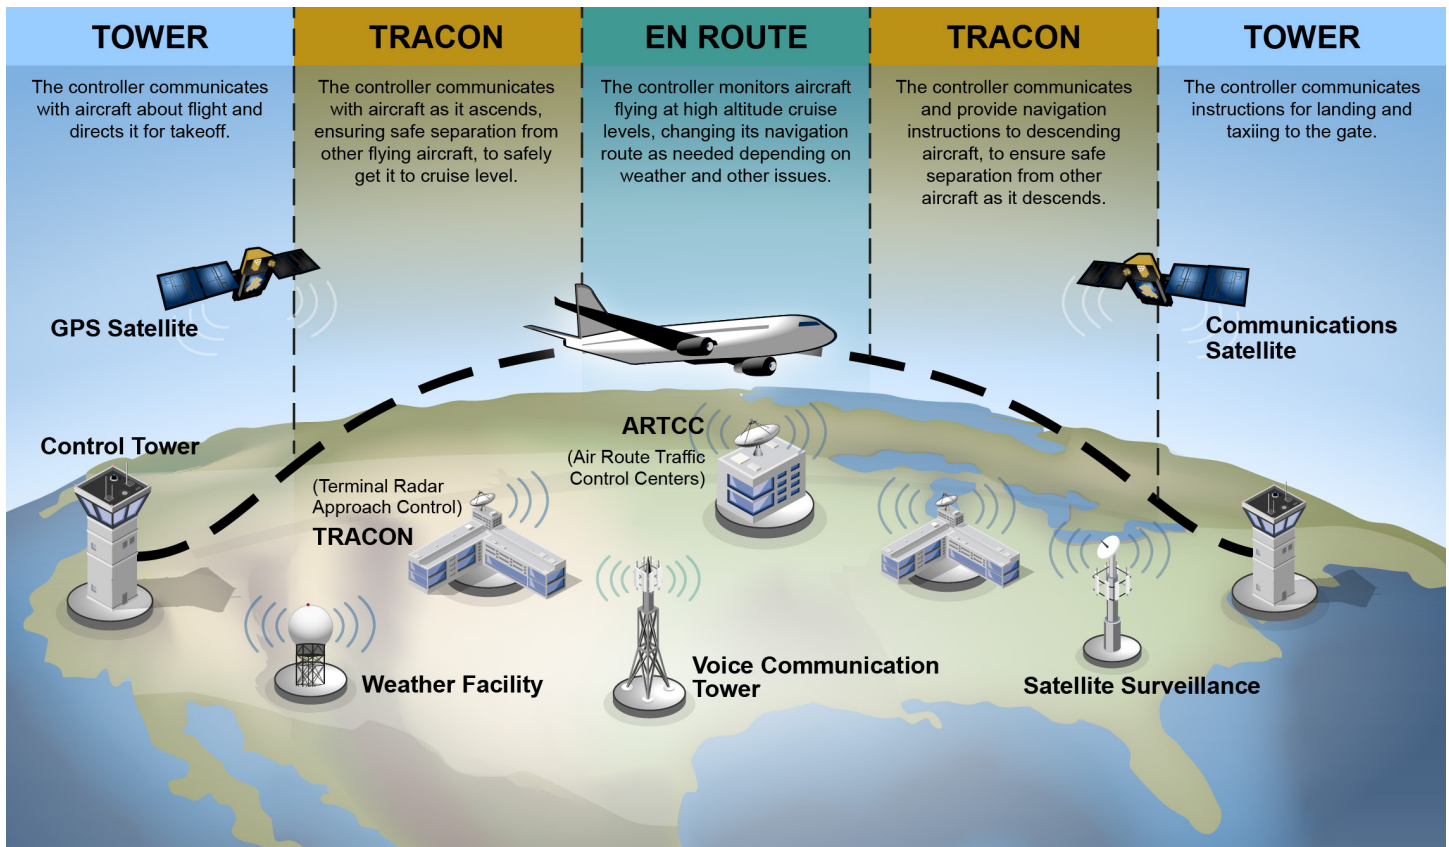 TOWER
The controller communicates
with aircraft about flight and
directs it for takeoff.
TRACON
The controller communicates
with aircraft as it ascends,
ensuring safe separation from
other flying aircraft, to safely
get it to cruise level.
EN ROUTE
The controller monitors aircraft
flying at high altitude cruise
levels, changing its navigation
route as needed depending on
weather and other issues.
TRACON
The controller communicates
and provide navigation
instructions to descending
aircraft, to ensure safe
separation from other
aircraft as it descends.
TOWER
The controller communicates
instructions for landing and
taxiing to the gate.
GPS Satellite
Communications
Satellite
Control Tower
(Terminal Radar
Approach Control)
TRACON
ARTCC
(Air Route Traffic
Control Centers)
Weather Facility
Voice Communication
Tower
Satellite Surveillance